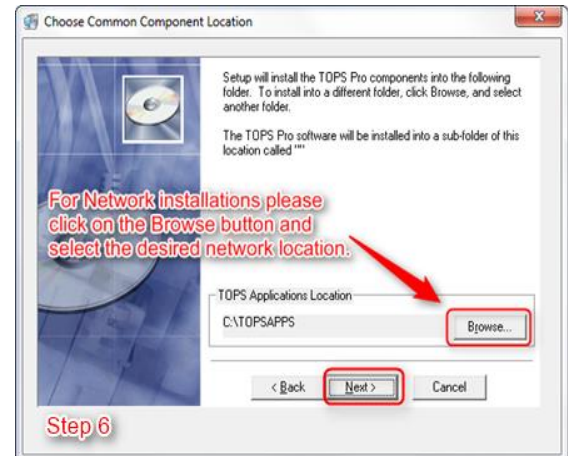 Choose Common Component Location
Setup will install the TOPS Pro components into the following
folder. To install into a different folder, click Browse, and select
another folder.
The TOPS Pro software will be installed into a sub-folder of this
location called ""
For Network installations please
click on the Browse button and
select the desired network location.
TOPS Applications Location
C:\TOPSAPPS
Browse...
< Back
Next >
Cancel
Step 6